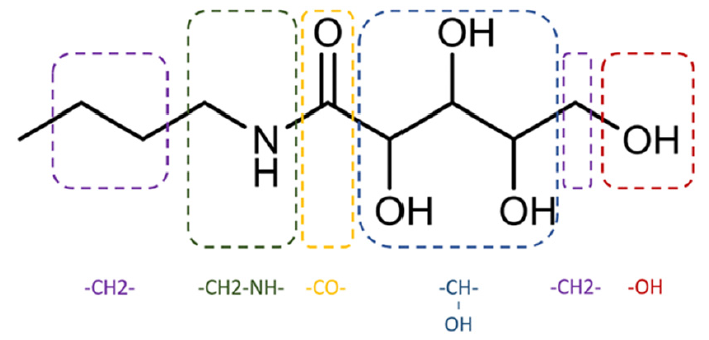 O OH
N
H
OH
OH OH
-CH2- -CH2-NH- -CO- -CH- -CH2- -OH
OH